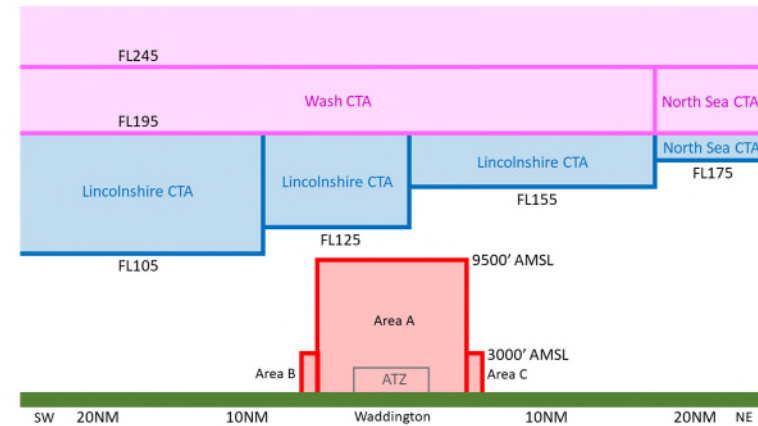 FL245
Wash CTA
North Sea CTA
FL195
North Sea CTA
Lincolnshire CTA
Lincolnshire CTA
Lincolnshire CTA
FL175
FL155
FL125
FL105
9500' AMSL
Area A
3000' AMSL
Area B
Area C
ATZ
SW 20NM 10NM Waddington 10NM 20NM NE